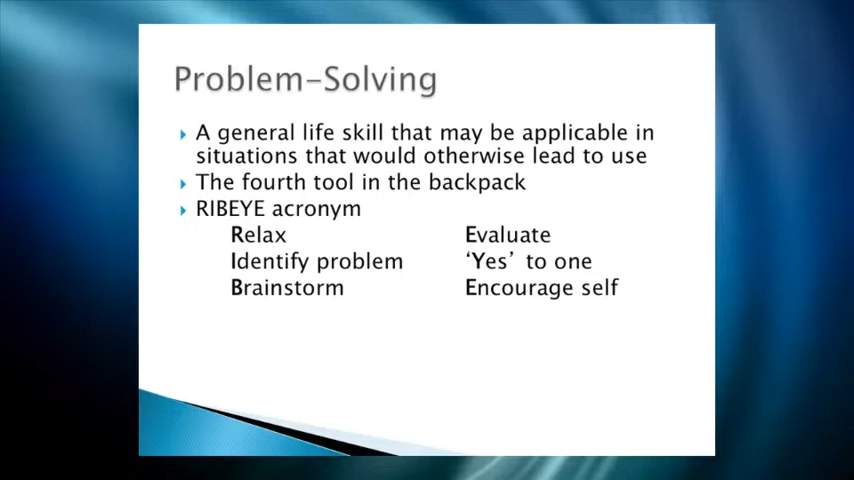 Problem-Solving
A general life skill that may be applicable in
situations that would otherwise lead to use
The fourth tool in the backpack
RIBEYE acronym
Relax Evaluate
Identify problem ‘Yes’ to one
Brainstorm Encourage self